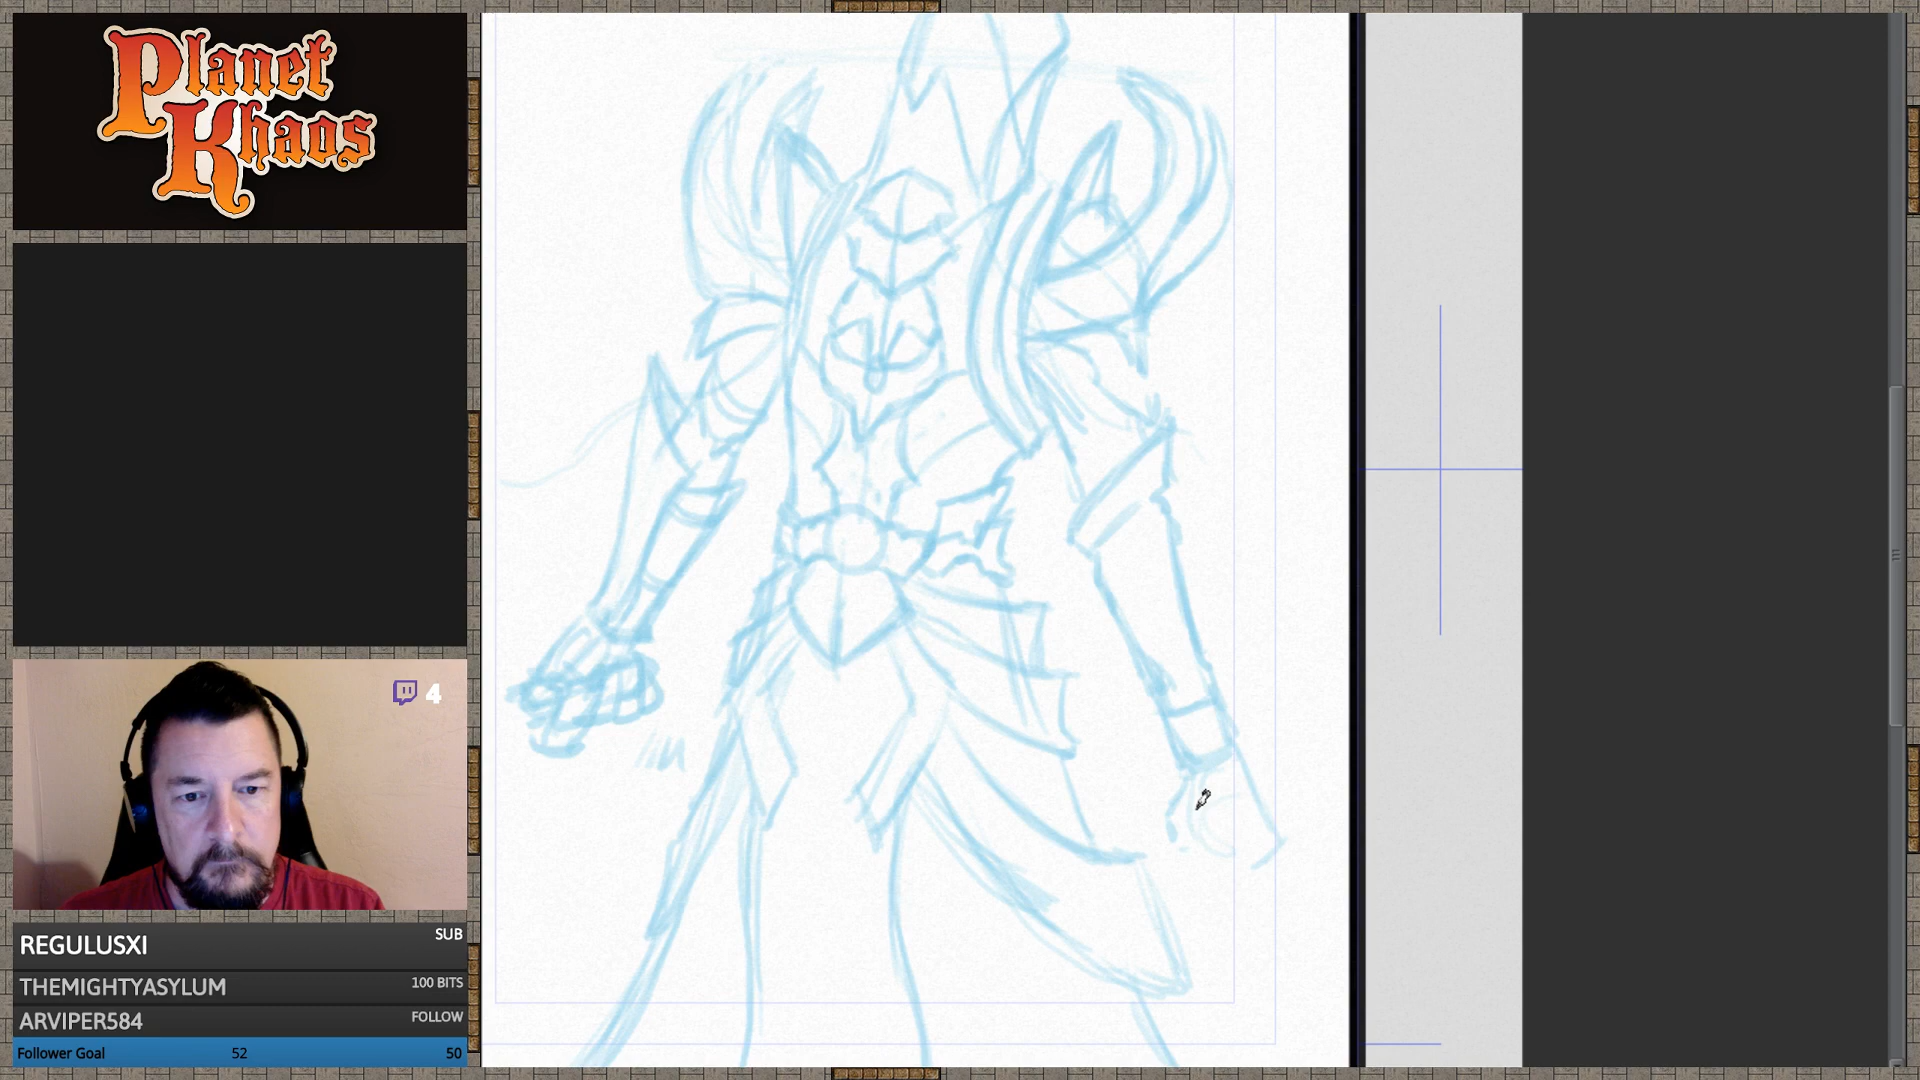 Planet
Khaos
4
REGULUSXI SUB
THEMIGHTYASYLUM 100 BITS
ARVIPER584 FOLLOW
Follower Goal 52 50